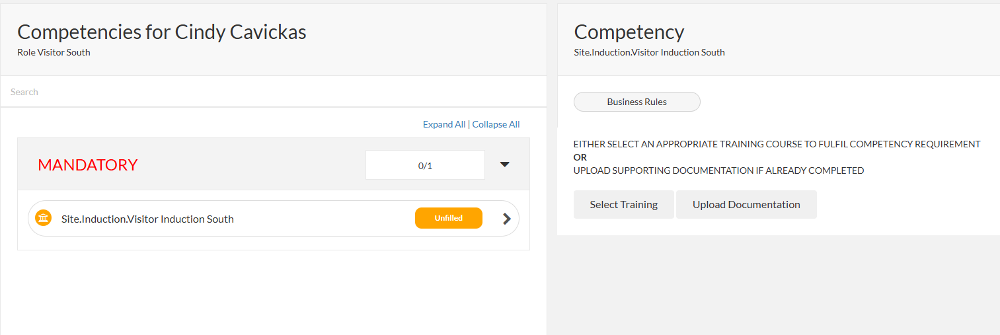 Competencies for Cindy Cavickas
Role Visitor South
Search
Expand All | Collapse All
MANDATORY
0/1
Site.Induction.Visitor Induction South
Unfilled
Competency
Site.Induction.Visitor Induction South
Business Rules
EITHER SELECT AN APPROPRIATE TRAINING COURSE TO FULFIL COMPETENCY REQUIREMENT
OR
UPLOAD SUPPORTING DOCUMENTATION IF ALREADY COMPLETED
Select Training
Upload Documentation